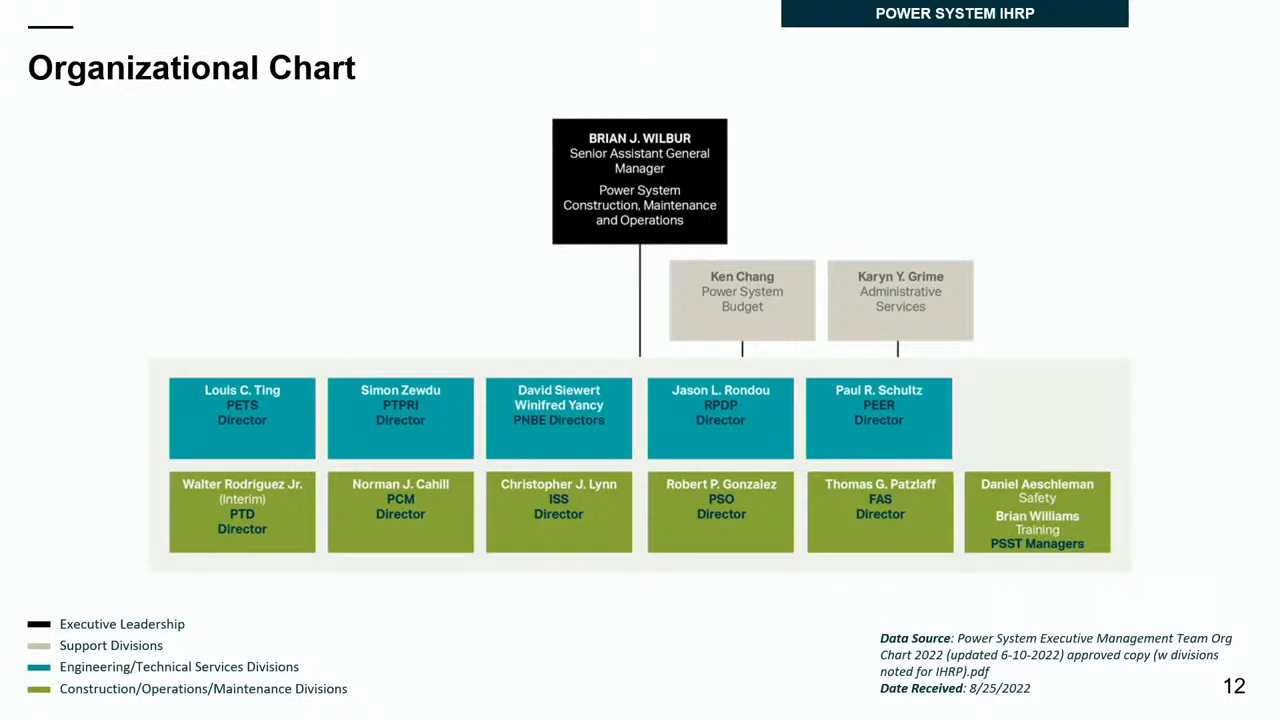 POWER SYSTEM IHRP
Organizational Chart
BRIAN J. WILBUR
Senior Assistant General
Manager
Power System
Construction, Maintenance
and Operations
Ken Chang
Power System
Budget
Karyn Y. Grime
Administrative
Services
Louis C. Ting
PETS
Director
Simon Zewdu
PTPRI
Director
David Siewert
Winifred Yancy
PNBE Directors
Jason L. Rondou
RPDP
Director
Paul R. Schultz
PEER
Director
Walter Rodriguez Jr.
(Interim)
PTD
Director
Norman J. Cahill
PCM
Director
Christopher J. Lynn
ISS
Director
Robert P. Gonzalez
PSO
Director
Thomas G. Patzlaff
FAS
Director
Daniel Aeschleman
Safety
Brian Williams
Training
PSST Managers
Executive Leadership
Support Divisions
Engineering/Technical Services Divisions
Construction/Operations/Maintenance Divisions
Data Source: Power System Executive Management Team Org
Chart 2022 (updated 6-10-2022) approved copy (w divisions
noted for IHRP).pdf
Date Received: 8/25/2022
12